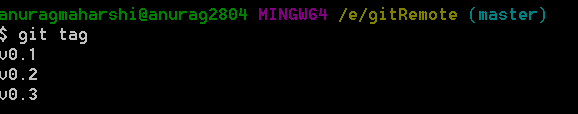 anuragmaharshi@anurag2804 MINGW64 /e/gitRemote (master)
$ git tag
v0.1
v0.2
v0.3